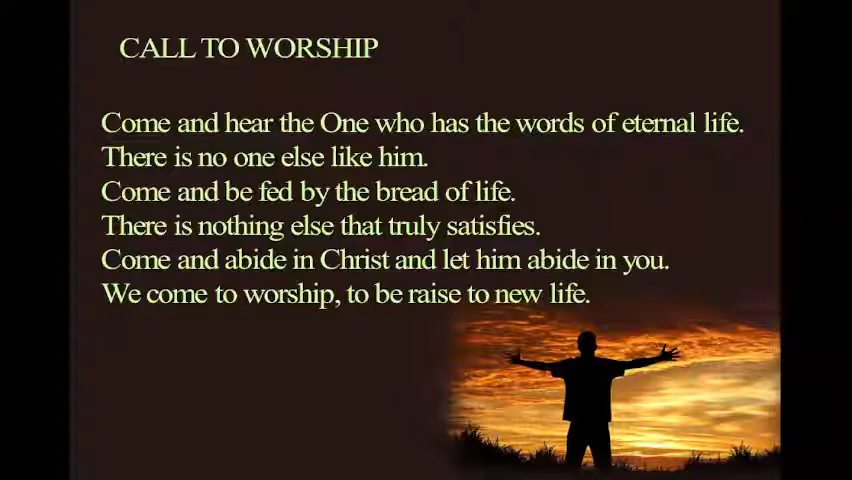 CALL TO WORSHIP
Come and hear the One who has the words of eternal life.
There is no one else like him.
Come and be fed by the bread of life.
There is nothing else that truly satisfies.
Come and abide in Christ and let him abide in you.
We come to worship, to be raise to new life.